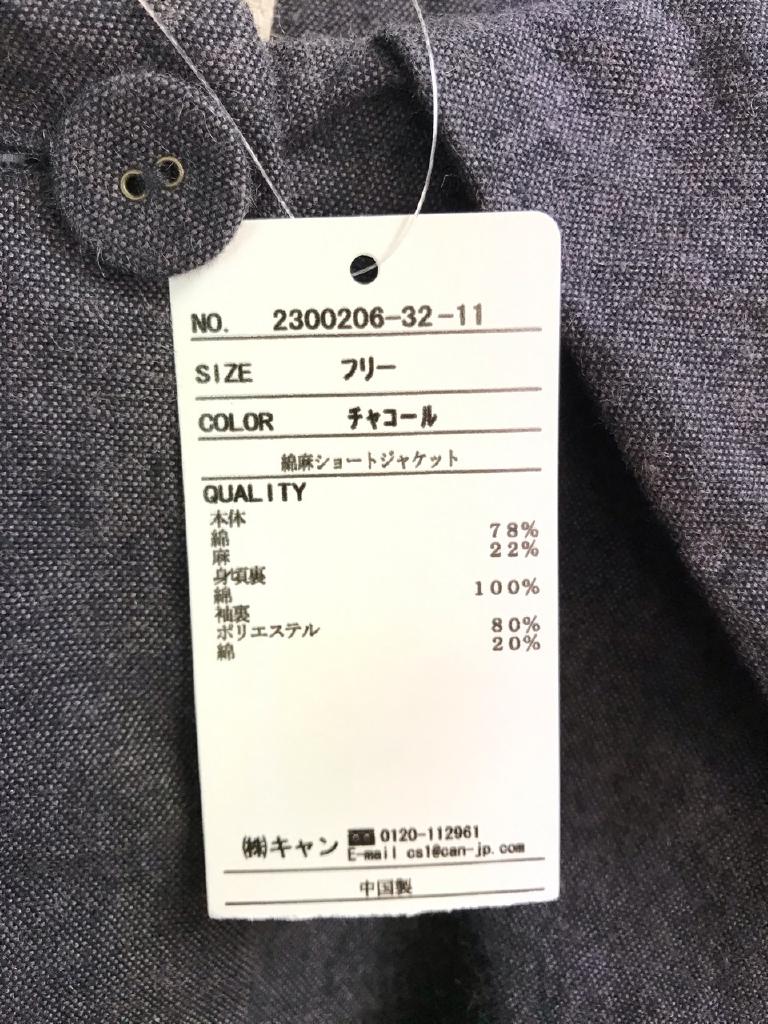 NO. 2300206-32-11
SIZE フリー
COLOR チャコール
綿麻ショートジャケット
QUALITY
本体
綿 78%
麻 22%
身頃裏
綿 100%
袖裏
ポリエステル 80%
綿 20%
㈱キャン 0120-112961
E-mail cs1@can-jp.com
中国製